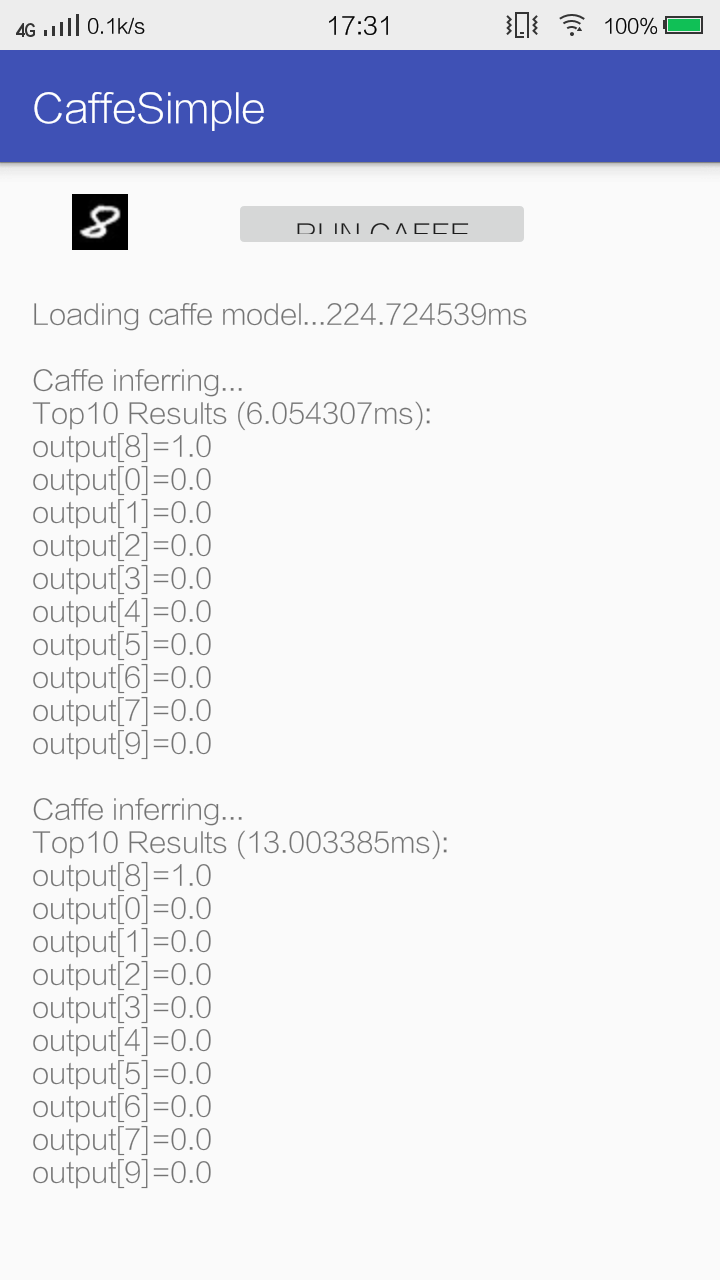 4G 0.1k/s 17:31 100%
CaffeSimple
8 RUN CAFFE
Loading caffe model...224.724539ms
Caffe inferring...
Top10 Results (6.054307ms):
output[8]=1.0
output[0]=0.0
output[1]=0.0
output[2]=0.0
output[3]=0.0
output[4]=0.0
output[5]=0.0
output[6]=0.0
output[7]=0.0
output[9]=0.0
Caffe inferring...
Top10 Results (13.003385ms):
output[8]=1.0
output[0]=0.0
output[1]=0.0
output[2]=0.0
output[3]=0.0
output[4]=0.0
output[5]=0.0
output[6]=0.0
output[7]=0.0
output[9]=0.0